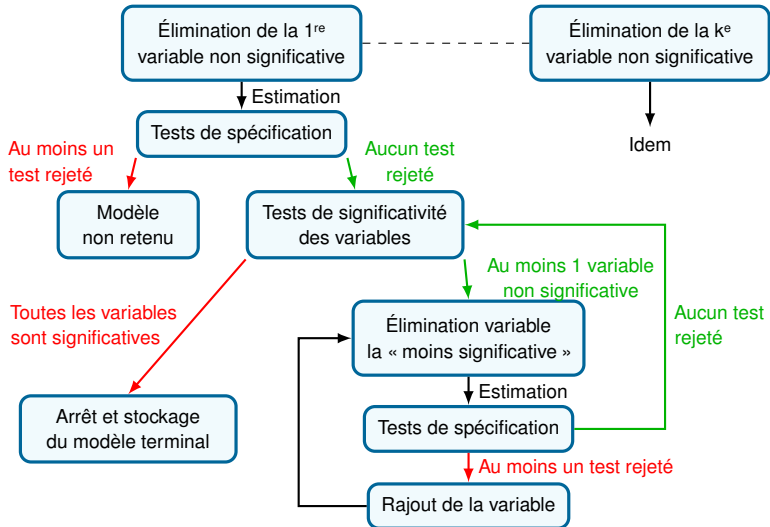 Élimination de la 1re
variable non significative
Élimination de la ke
variable non significative
Estimation
Tests de spécification
Idem
Au moins un
test rejeté
Aucun test
rejeté
Modèle
non retenu
Tests de significativité
des variables
Au moins 1 variable
non significative
Toutes les variables
sont significatives
Aucun test
rejeté
Élimination variable
la « moins significative »
Estimation
Arrêt et stockage
du modèle terminal
Tests de spécification
Au moins un test rejeté
Rajout de la variable